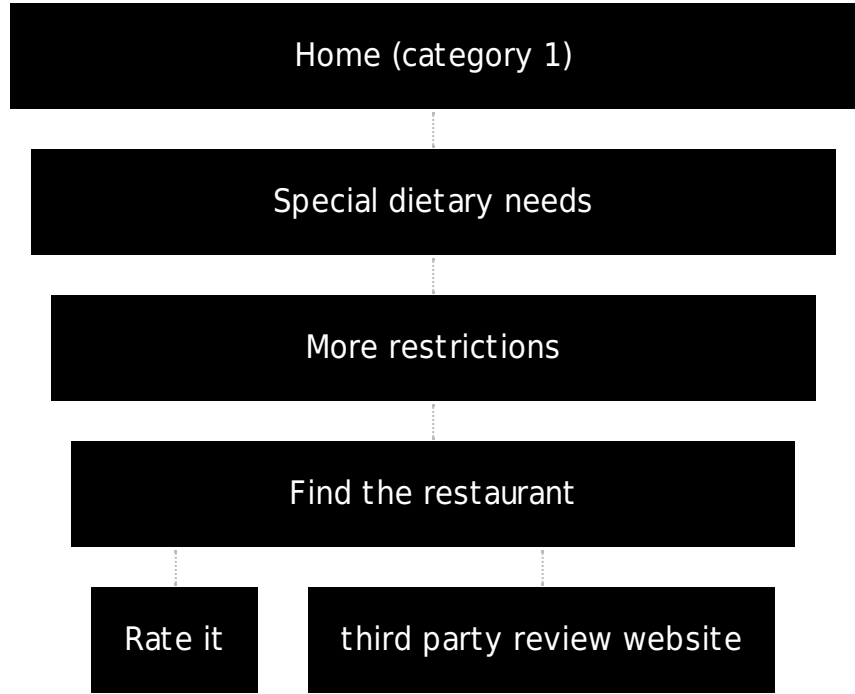 Home (category 1)
Special dietary needs
More restrictions
Find the restaurant
Rate it
third party review website